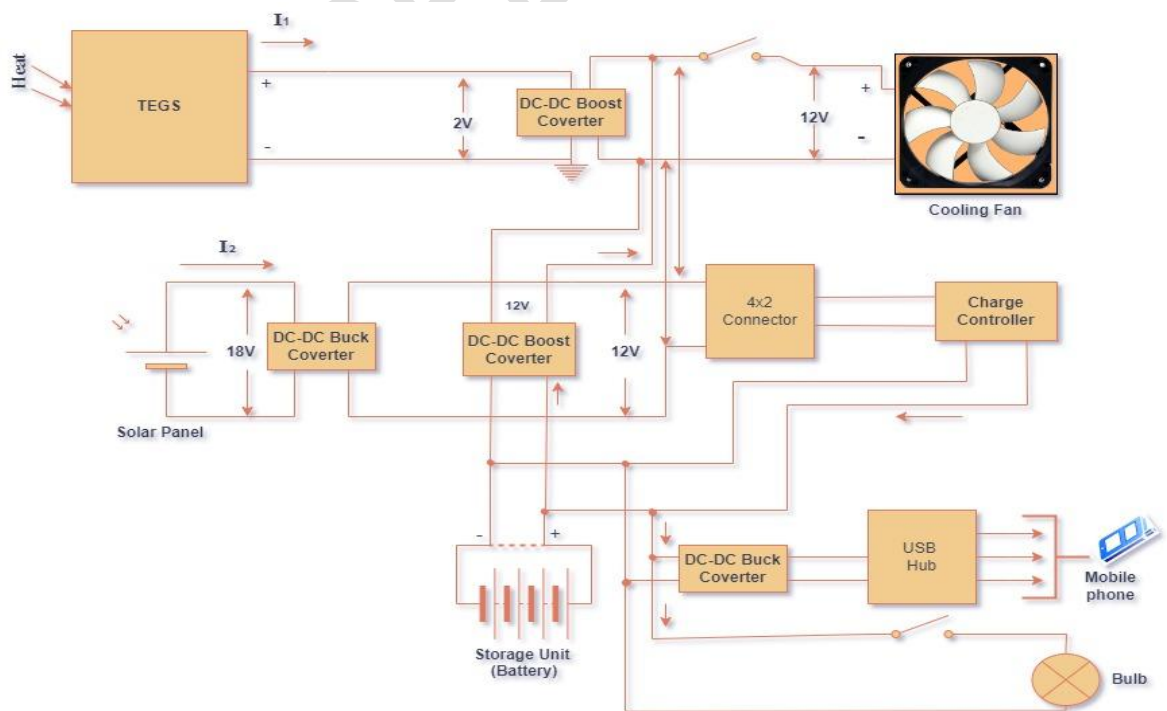 I₁
Heat
TEGS
+
-
2V
DC-DC Boost
Coverter
12V
+
-
Cooling Fan
I₂
18V
DC-DC Buck
Coverter
Solar Panel
12V
DC-DC Boost
Coverter
12V
4x2
Connector
Charge
Controller
-
+
Storage Unit
(Battery)
DC-DC Buck
Coverter
USB
Hub
Mobile
phone
Bulb